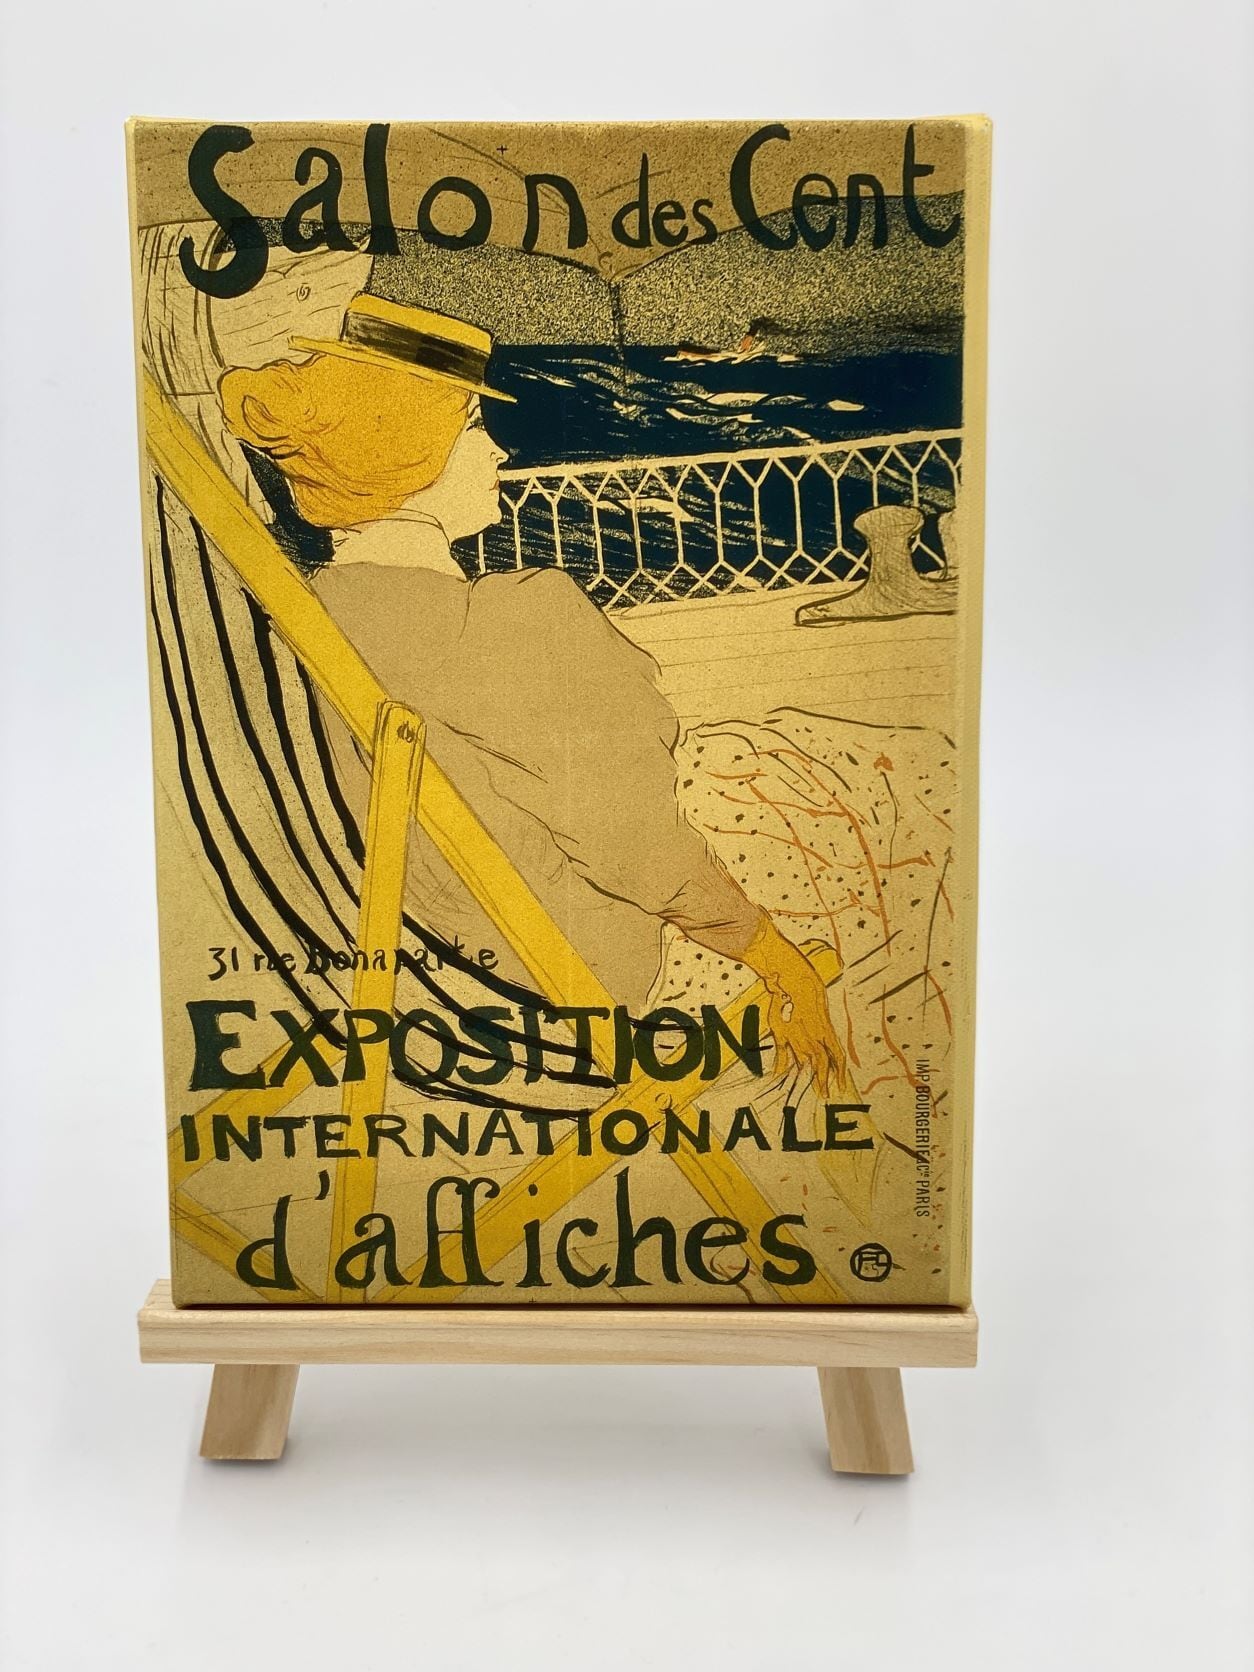 Salon des Cent
31 rue Bonaparte
EXPOSITION
INTERNATIONALE
d'affiches
IMP BOURGERIE & Cie PARIS